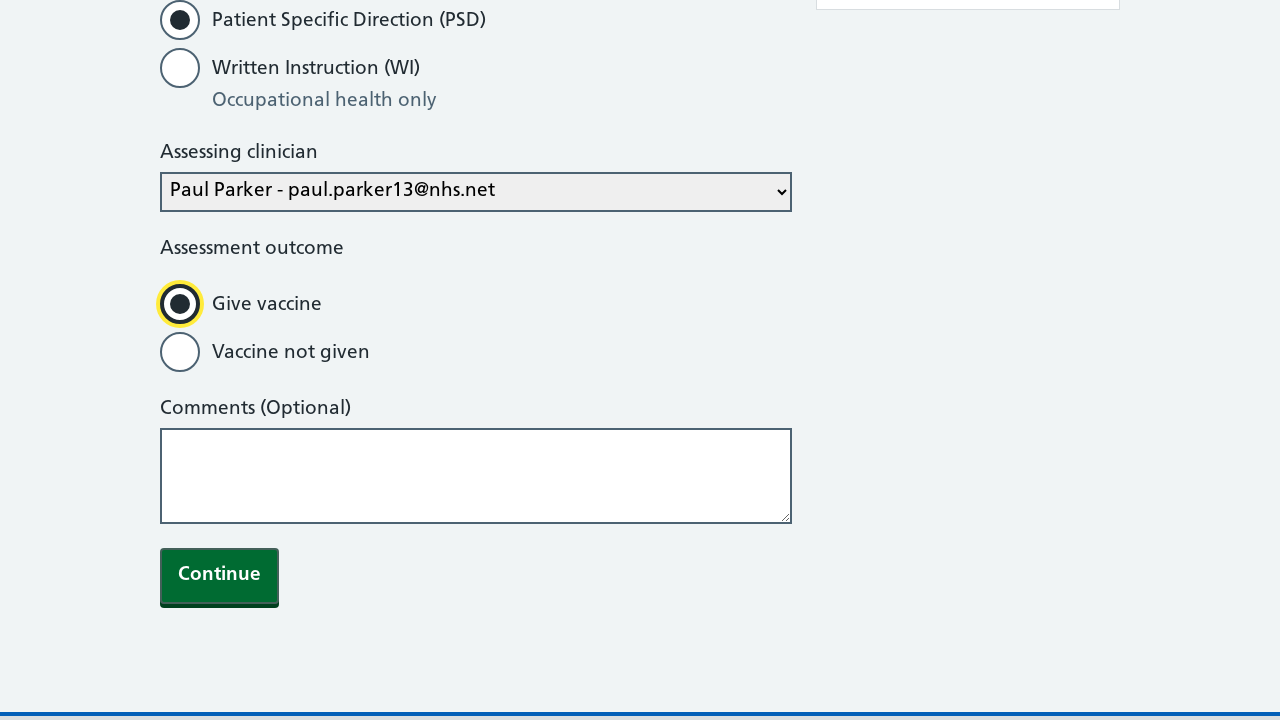 Patient Specific Direction (PSD)
Written Instruction (WI)
Occupational health only
Assessing clinician
Paul Parker - paul.parker13@nhs.net
Assessment outcome
Give vaccine
Vaccine not given
Comments (Optional)
Continue